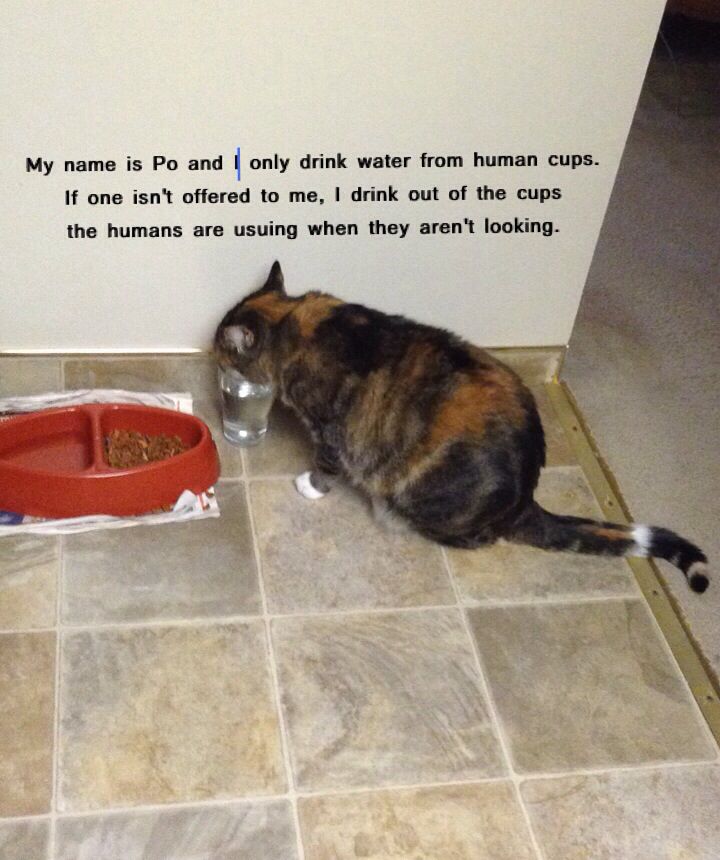 My name is Po and I only drink water from human cups.
If one isn't offered to me, I drink out of the cups
the humans are usuing when they aren't looking.